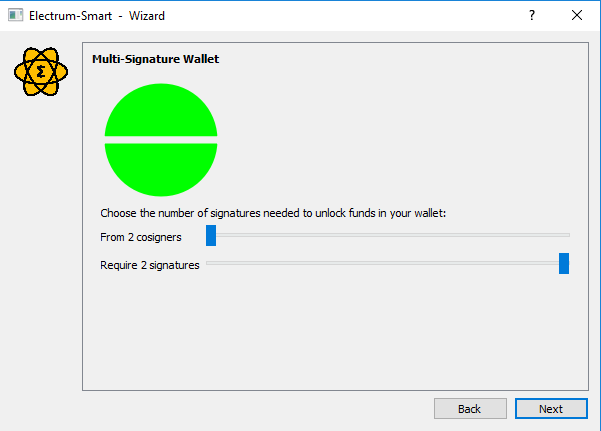 Electrum-Smart - Wizard
Multi-Signature Wallet
Choose the number of signatures needed to unlock funds in your wallet:
From 2 cosigners
Require 2 signatures
Back Next